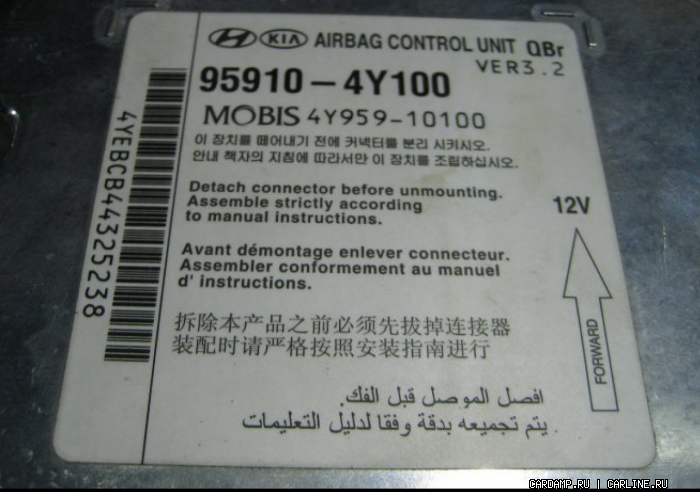 HYUNDAI KIA AIRBAG CONTROL UNIT QBr
VER3.2
95910-4Y100
MOBIS 4Y959-10100
이 장치를 떼어내기 전에 커넥터를 분리 시키시오.
안내 책자의 지침에 따라서만 이 장치를 조립하십시오.
Detach connector before unmounting.
Assemble strictly according
to manual instructions.
12V
Avant démontage enlever connecteur.
Assembler conformement au manuel
d' instructions.
FORWARD
拆除本产品之前必须先拔掉连接器
装配时请严格按照安装指南进行
افصل الموصل قبل الفك.
يتم تجميعه بدقة وفقا لدليل التعليمات.
4YEBCB44325238
CARDAMP.RU | CARLINE.RU